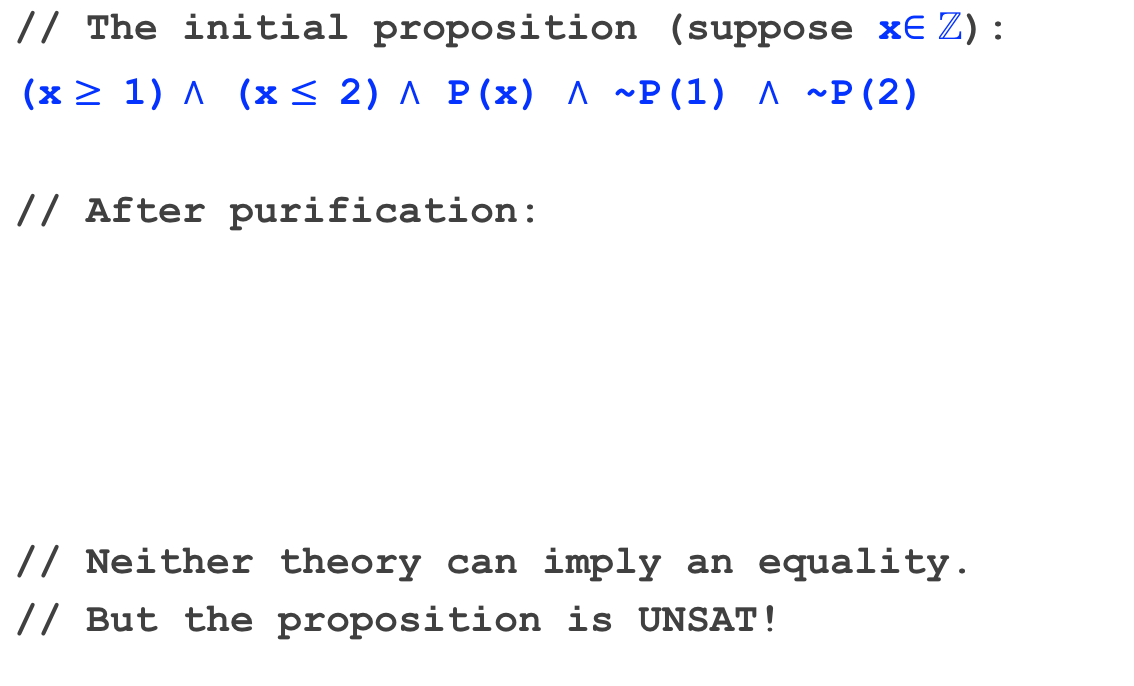 // The initial proposition (suppose x∈ ℤ):
(x ≥ 1) ∧ (x ≤ 2) ∧ P(x) ∧ ~P(1) ∧ ~P(2)
// After purification:
// Neither theory can imply an equality.
// But the proposition is UNSAT!